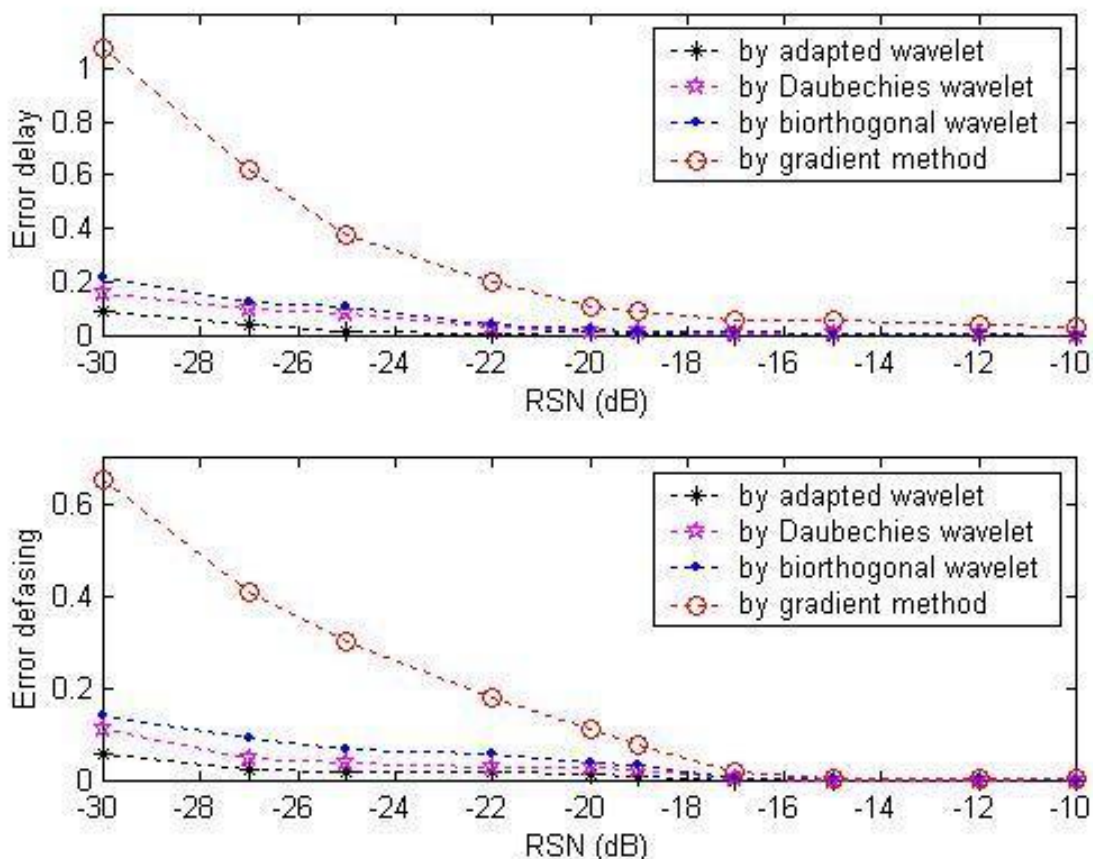 by adapted wavelet
by Daubechies wavelet
by biorthogonal wavelet
by gradient method
Error delay
1
0.8
0.6
0.4
0.2
0
-30 -28 -26 -24 -22 -20 -18 -16 -14 -12 -10
RSN (dB)
by adapted wavelet
by Daubechies wavelet
by biorthogonal wavelet
by gradient method
Error defasing
0.6
0.4
0.2
0
-30 -28 -26 -24 -22 -20 -18 -16 -14 -12 -10
RSN (dB)